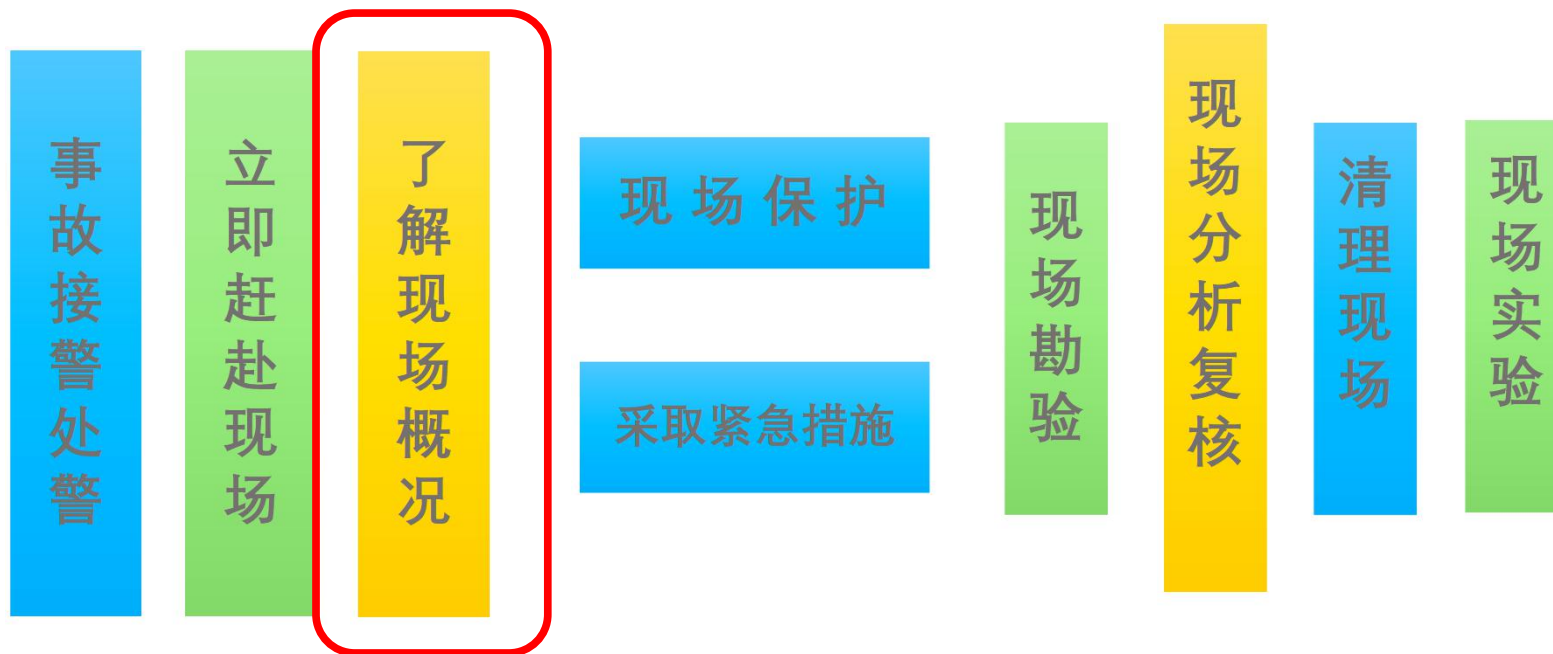 事故接警处警
立即赶赴现场
了解现场概况
现场保护
采取紧急措施
现场勘验
现场分析复核
清理现场
现场实验